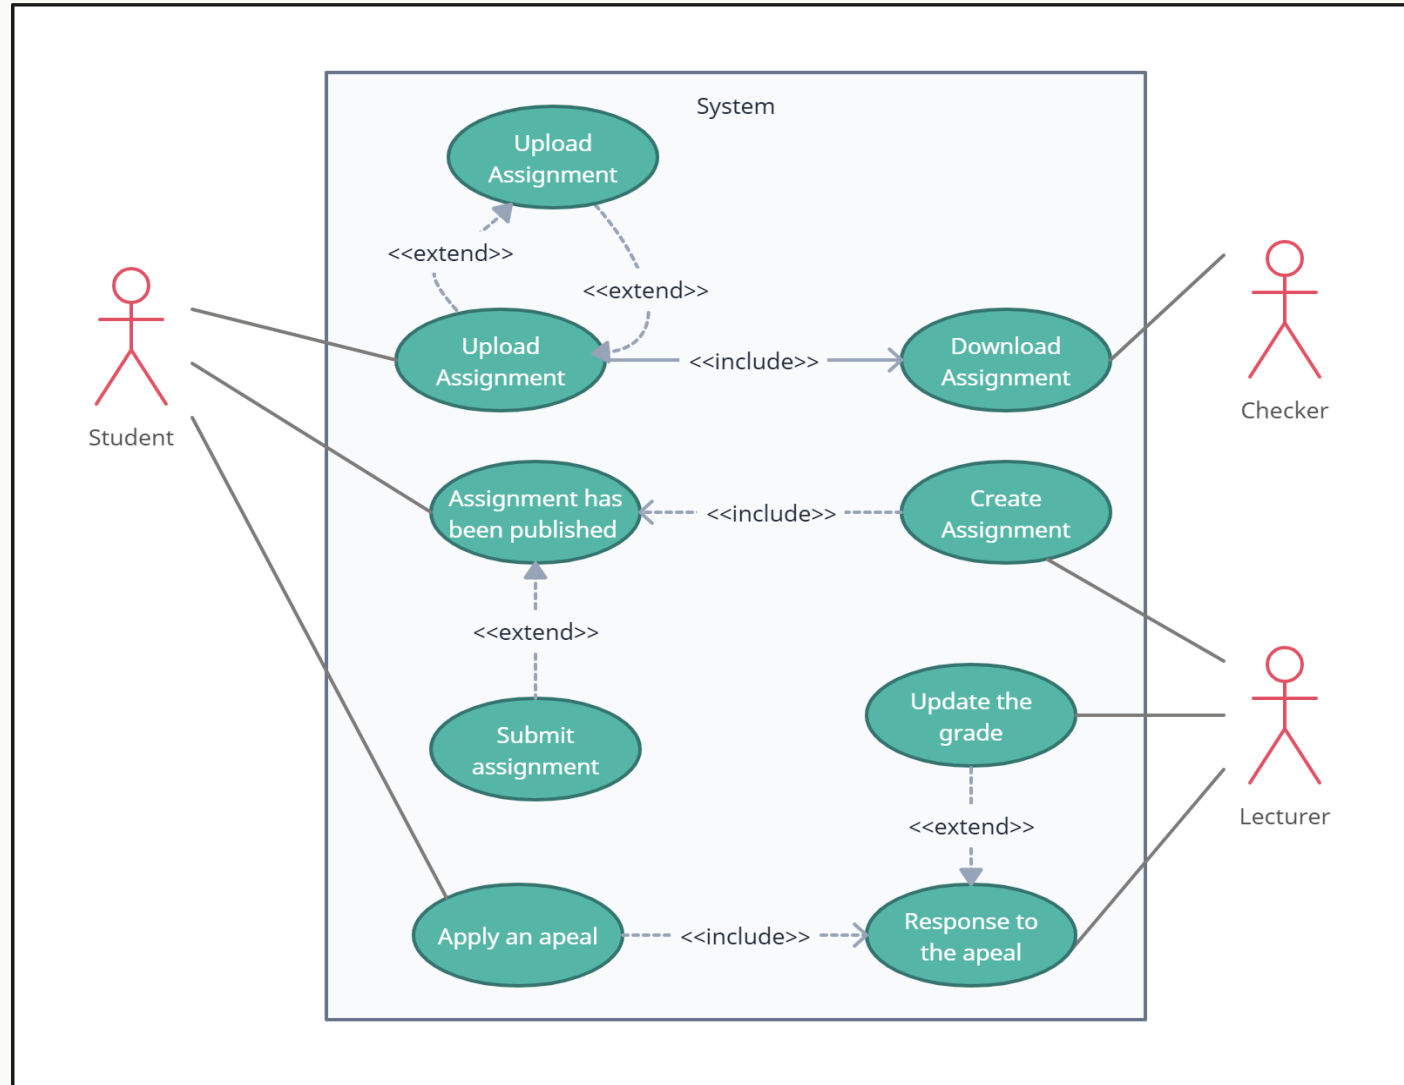 System
Upload
Assignment
<<extend>>
<<extend>>
Upload
Assignment
<<include>>
Download
Assignment
Student
Checker
Assignment has
been published
<<include>>
Create
Assignment
<<extend>>
Submit
assignment
Update the
grade
<<extend>>
Lecturer
Apply an apeal
<<include>>
Response to
the apeal